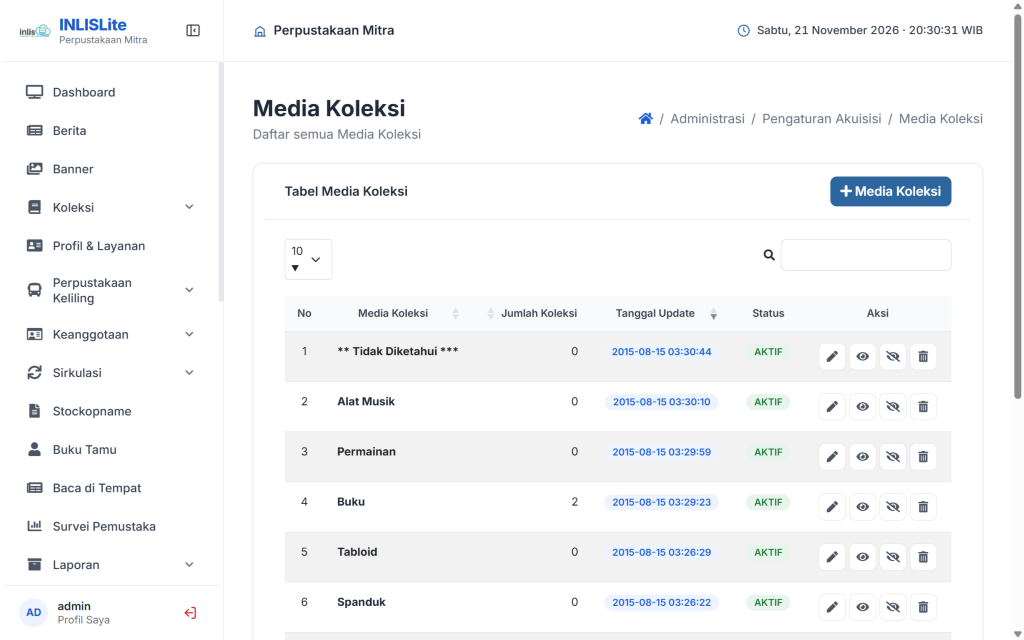 inlis
INLISLite
Perpustakaan Mitra
Perpustakaan Mitra
Sabtu, 21 November 2026 · 20:30:31 WIB
Dashboard
Berita
Banner
Koleksi
Profil & Layanan
Perpustakaan
Keliling
Keanggotaan
Sirkulasi
Stockopname
Buku Tamu
Baca di Tempat
Survei Pemustaka
Laporan
AD
admin
Profil Saya
Media Koleksi
Daftar semua Media Koleksi
/ Administrasi / Pengaturan Akuisisi / Media Koleksi
Tabel Media Koleksi
+ Media Koleksi
10
No Media Koleksi Jumlah Koleksi Tanggal Update Status Aksi
1 ** Tidak Diketahui *** 0 2015-08-15 03:30:44 AKTIF
2 Alat Musik 0 2015-08-15 03:30:10 AKTIF
3 Permainan 0 2015-08-15 03:29:59 AKTIF
4 Buku 2 2015-08-15 03:29:23 AKTIF
5 Tabloid 0 2015-08-15 03:26:29 AKTIF
6 Spanduk 0 2015-08-15 03:26:22 AKTIF